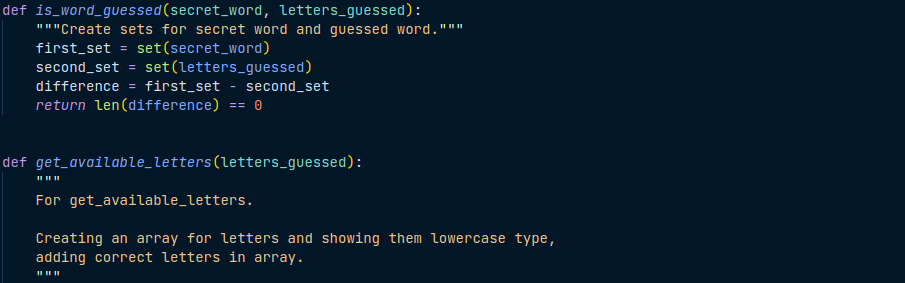 def is_word_guessed(secret_word, letters_guessed):
    """Create sets for secret word and guessed word."""
    first_set = set(secret_word)
    second_set = set(letters_guessed)
    difference = first_set - second_set
    return len(difference) == 0
def get_available_letters(letters_guessed):
    """
    For get_available_letters.
    Creating an array for letters and showing them lowercase type,
    adding correct letters in array.
    """